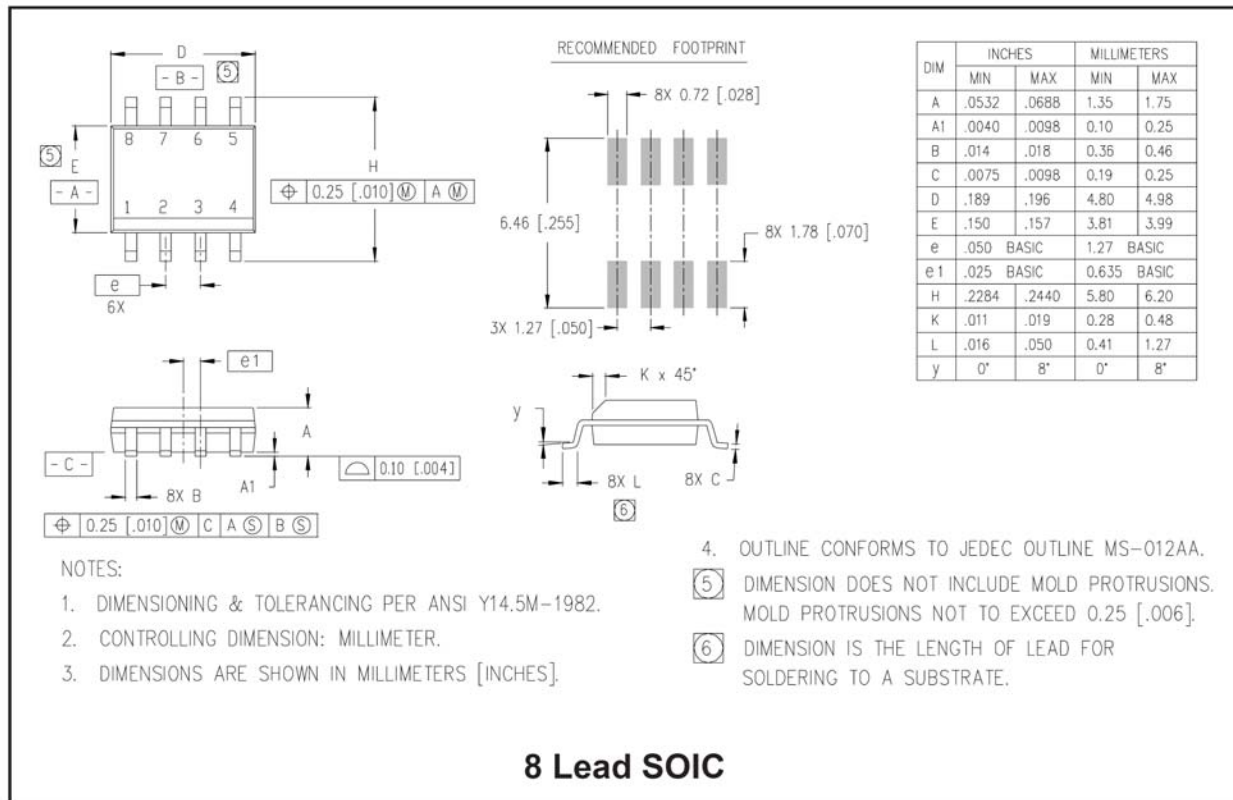 D
- B -
5
8 7 6 5
5
E
- A -
H
⌖ 0.25 [.010] Ⓜ A Ⓜ
1 2 3 4
e
6X
RECOMMENDED FOOTPRINT
8X 0.72 [.028]
6.46 [.255]
8X 1.78 [.070]
3X 1.27 [.050]
DIM INCHES MILLIMETERS
MIN MAX MIN MAX
A .0532 .0688 1.35 1.75
A1 .0040 .0098 0.10 0.25
B .014 .018 0.36 0.46
C .0075 .0098 0.19 0.25
D .189 .196 4.80 4.98
E .150 .157 3.81 3.99
e .050 BASIC 1.27 BASIC
e1 .025 BASIC 0.635 BASIC
H .2284 .2440 5.80 6.20
K .011 .019 0.28 0.48
L .016 .050 0.41 1.27
y 0° 8° 0° 8°
e1
A
- C -
A1
⌓ 0.10 [.004]
8X B
⌖ 0.25 [.010] Ⓜ C A Ⓢ B Ⓢ
K x 45°
y
8X L
6
8X C
NOTES:
1. DIMENSIONING & TOLERANCING PER ANSI Y14.5M-1982.
2. CONTROLLING DIMENSION: MILLIMETER.
3. DIMENSIONS ARE SHOWN IN MILLIMETERS [INCHES].
4. OUTLINE CONFORMS TO JEDEC OUTLINE MS-012AA.
5 DIMENSION DOES NOT INCLUDE MOLD PROTRUSIONS.
MOLD PROTRUSIONS NOT TO EXCEED 0.25 [.006].
6 DIMENSION IS THE LENGTH OF LEAD FOR
SOLDERING TO A SUBSTRATE.
8 Lead SOIC